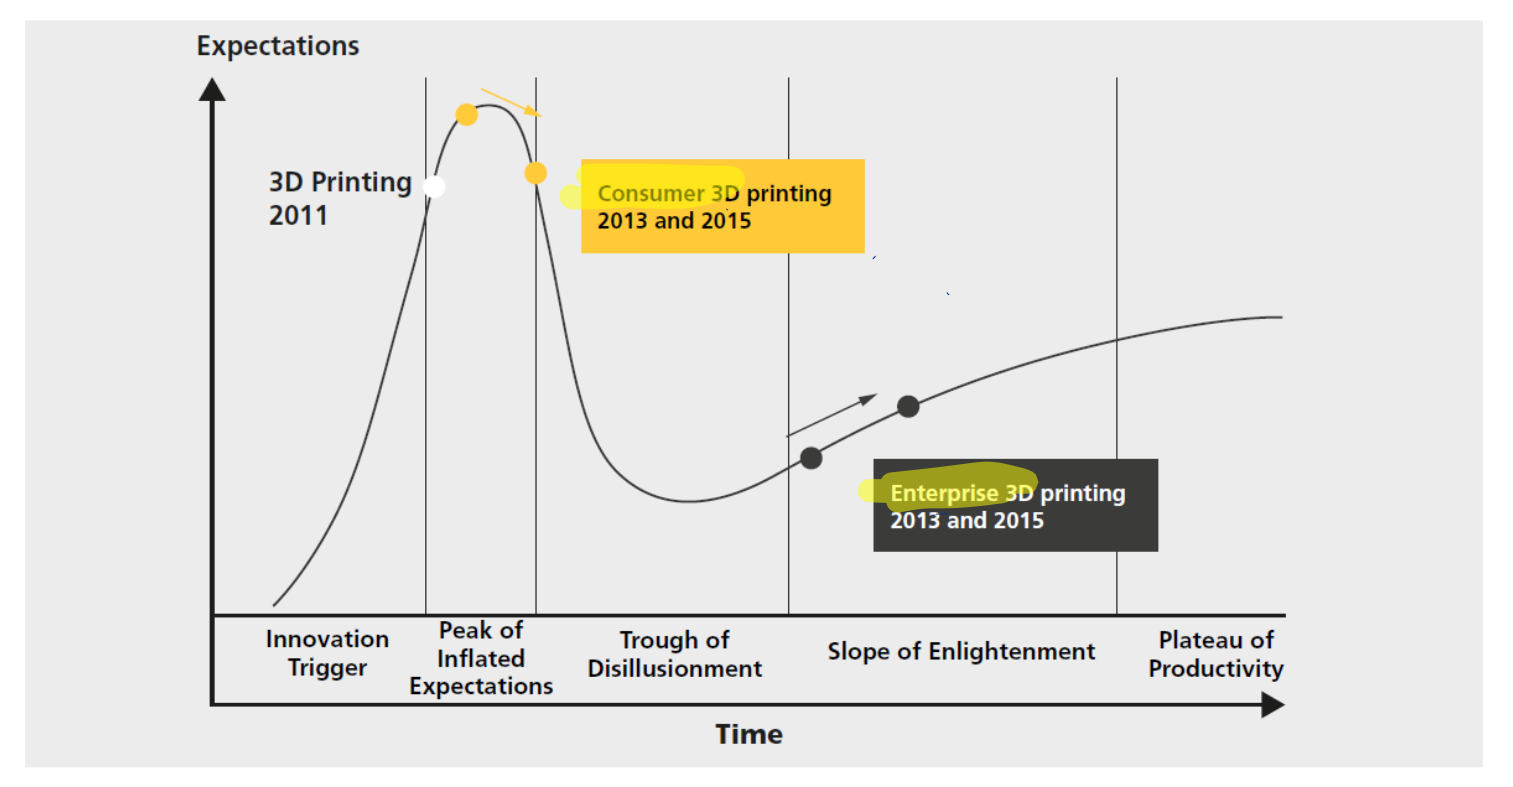 Expectations
3D Printing
2011
Consumer 3D printing
2013 and 2015
Enterprise 3D printing
2013 and 2015
Innovation
Trigger
Peak of
Inflated
Expectations
Trough of
Disillusionment
Slope of Enlightenment
Plateau of
Productivity
Time